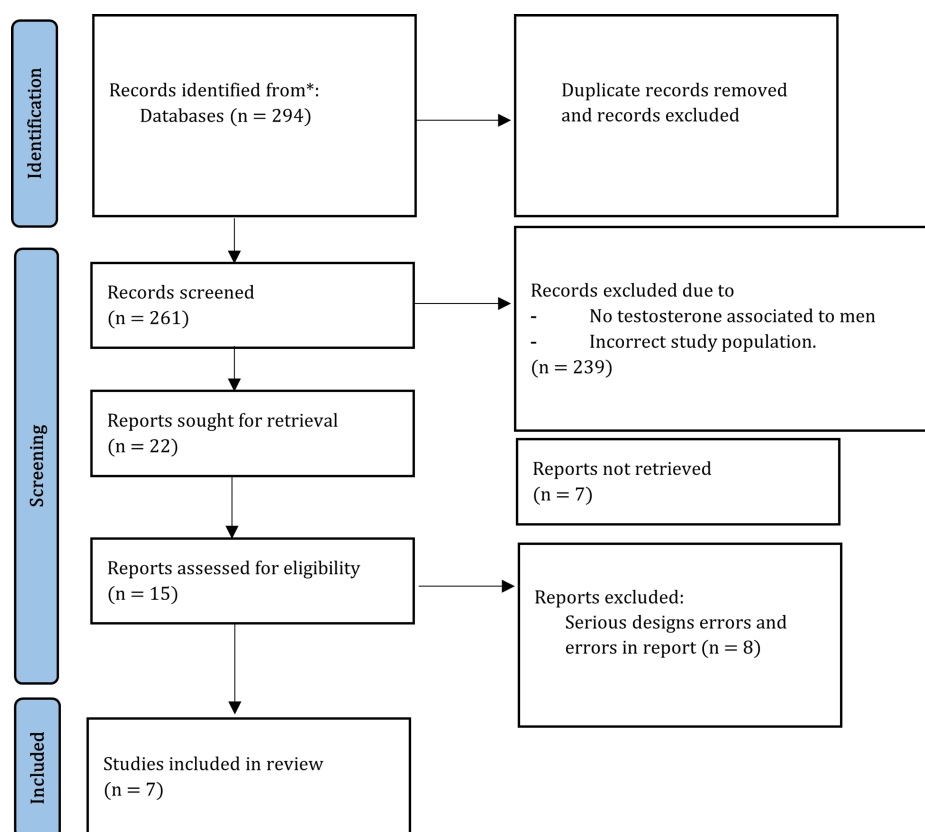 Identification
Records identified from*:
Databases (n = 294)
Duplicate records removed
and records excluded
Screening
Records screened
(n = 261)
Records excluded due to
- No testosterone associated to men
- Incorrect study population.
(n = 239)
Reports sought for retrieval
(n = 22)
Reports not retrieved
(n = 7)
Reports assessed for eligibility
(n = 15)
Reports excluded:
Serious designs errors and
errors in report (n = 8)
Included
Studies included in review
(n = 7)